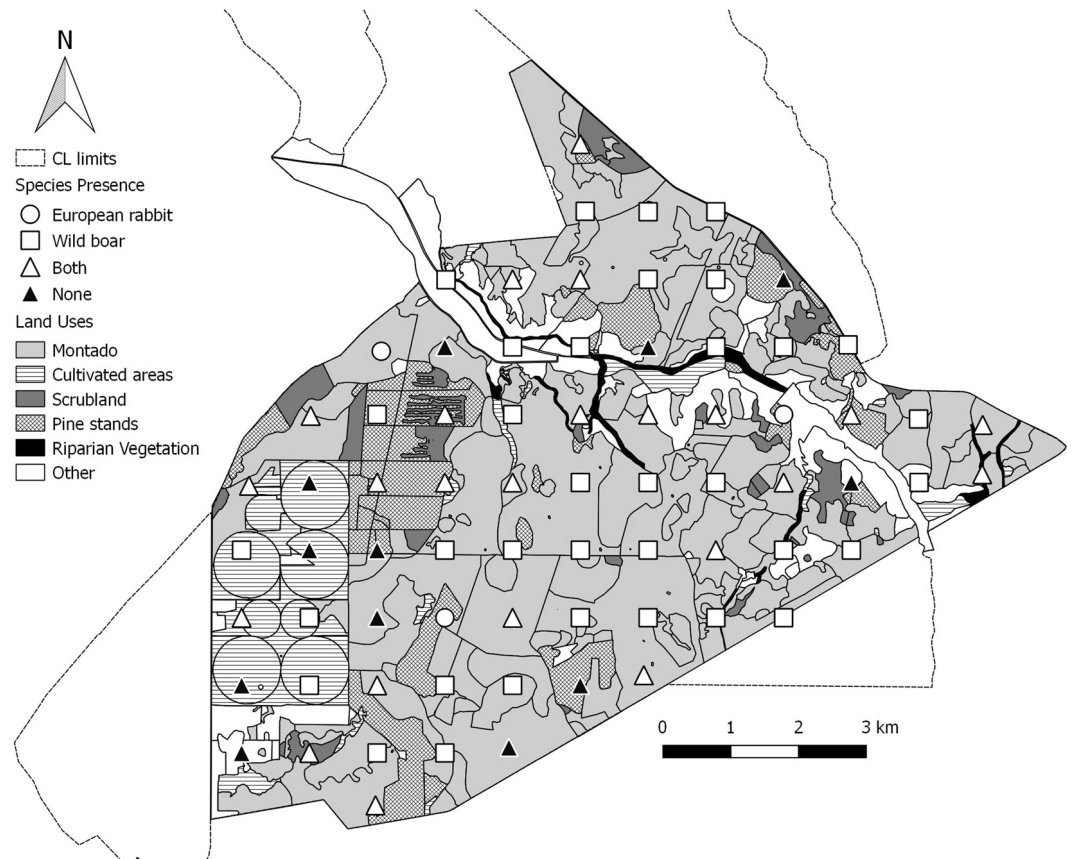 N
CL limits
Species Presence
European rabbit
Wild boar
Both
None
Land Uses
Montado
Cultivated areas
Scrubland
Pine stands
Riparian Vegetation
Other
0 1 2 3 km